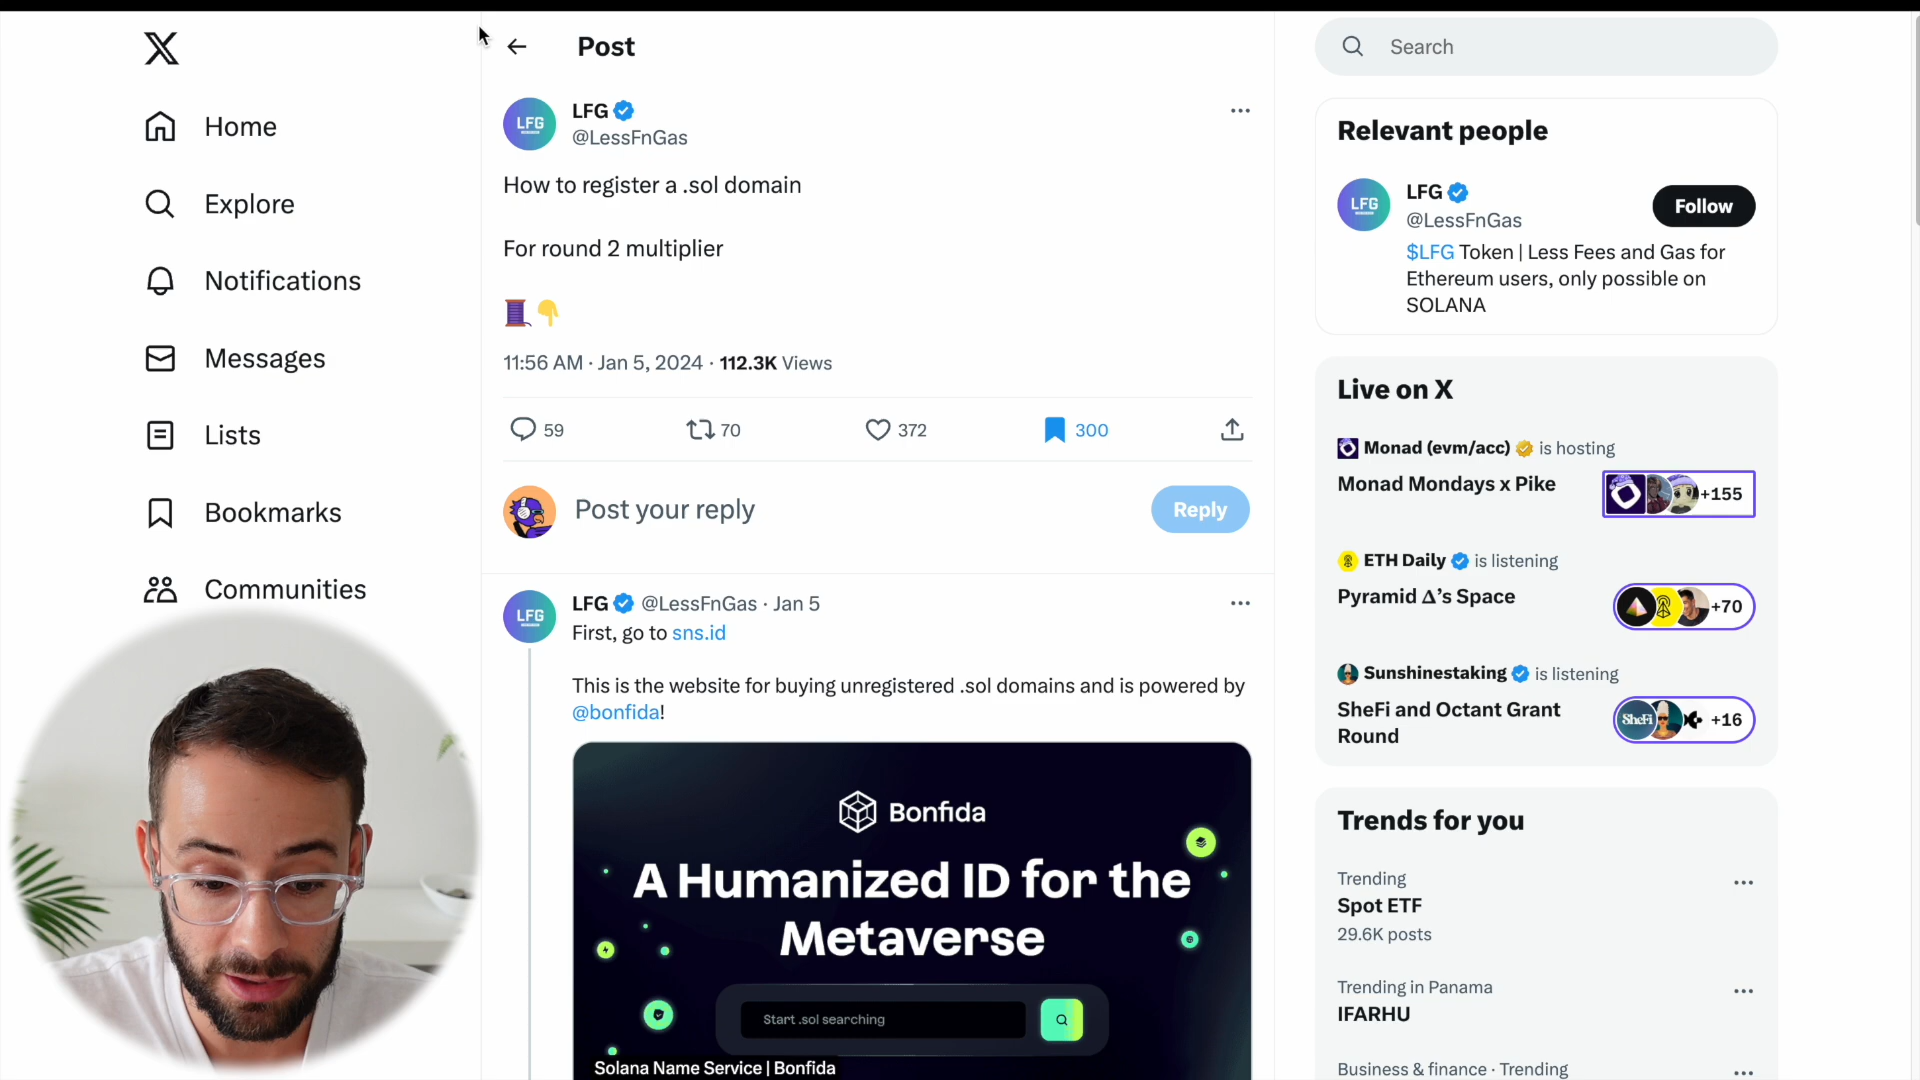 Home
Explore
Notifications
Messages
Lists
Bookmarks
Communities
Post
LFG
LFG
@LessFnGas
How to register a .sol domain
For round 2 multiplier
11:56 AM · Jan 5, 2024 · 112.3K Views
59
70
372
300
Post your reply
Reply
LFG
LFG @LessFnGas · Jan 5
First, go to sns.id
This is the website for buying unregistered .sol domains and is powered by
@bonfida!
Bonfida
A Humanized ID for the
Metaverse
Start .sol searching
Solana Name Service | Bonfida
Search
Relevant people
LFG
LFG
@LessFnGas
Follow
$LFG Token | Less Fees and Gas for
Ethereum users, only possible on
SOLANA
Live on X
Monad (evm/acc) is hosting
Monad Mondays x Pike
+155
ETH Daily is listening
Pyramid Δ's Space
+70
Sunshinestaking is listening
SheFi and Octant Grant
Round
SheFi
+16
Trends for you
Trending
Spot ETF
29.6K posts
Trending in Panama
IFARHU
Business & finance · Trending